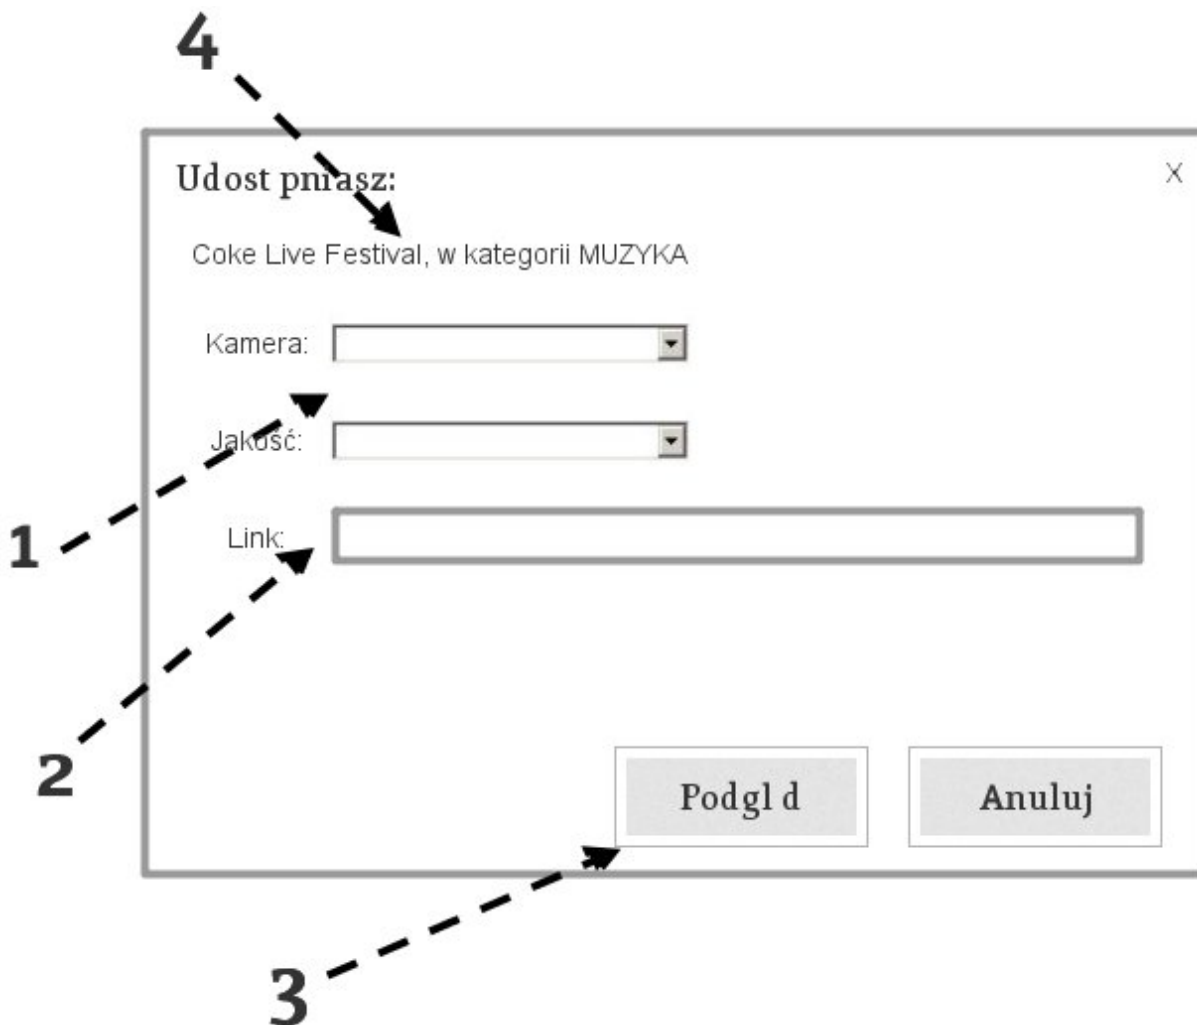 4
Udost pniasz:
X
Coke Live Festival, w kategorii MUZYKA
Kamera:
Jakość:
1
Link:
2
Podgl d
Anuluj
3